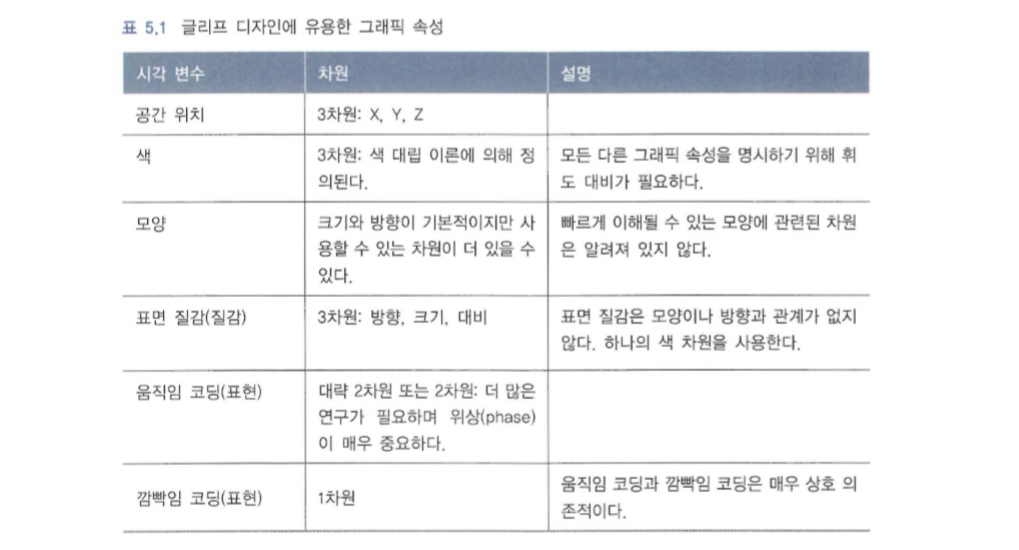 표 5.1 글리프 디자인에 유용한 그래픽 속성
시각 변수 차원 설명
공간 위치 3차원: X, Y, Z
색 3차원: 색 대립 이론에 의해 정 모든 다른 그래픽 속성을 명시하기 위해 휘
의된다. 도 대비가 필요하다.
모양 크기와 방향이 기본적이지만 사 빠르게 이해될 수 있는 모양에 관련된 차원
용할 수 있는 차원이 더 있을 수 은 알려져 있지 않다.
있다.
표면 질감(질감) 3차원: 방향, 크기, 대비 표면 질감은 모양이나 방향과 관계가 없지
않다. 하나의 색 차원을 사용한다.
움직임 코딩(표현) 대략 2차원 또는 2차원: 더 많은
연구가 필요하며 위상(phase)
이 매우 중요하다.
깜빡임 코딩(표현) 1차원 움직임 코딩과 깜빡임 코딩은 매우 상호 의
존적이다.